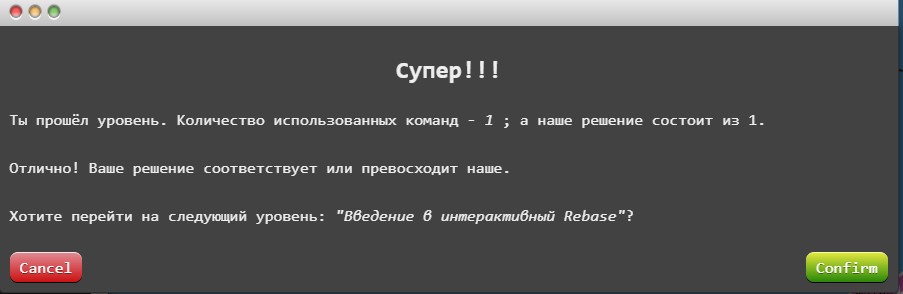 Супер!!!
Ты прошёл уровень. Количество использованных команд - 1 ; а наше решение состоит из 1.
Отлично! Ваше решение соответствует или превосходит наше.
Хотите перейти на следующий уровень: "Введение в интерактивный Rebase"?
Cancel
Confirm